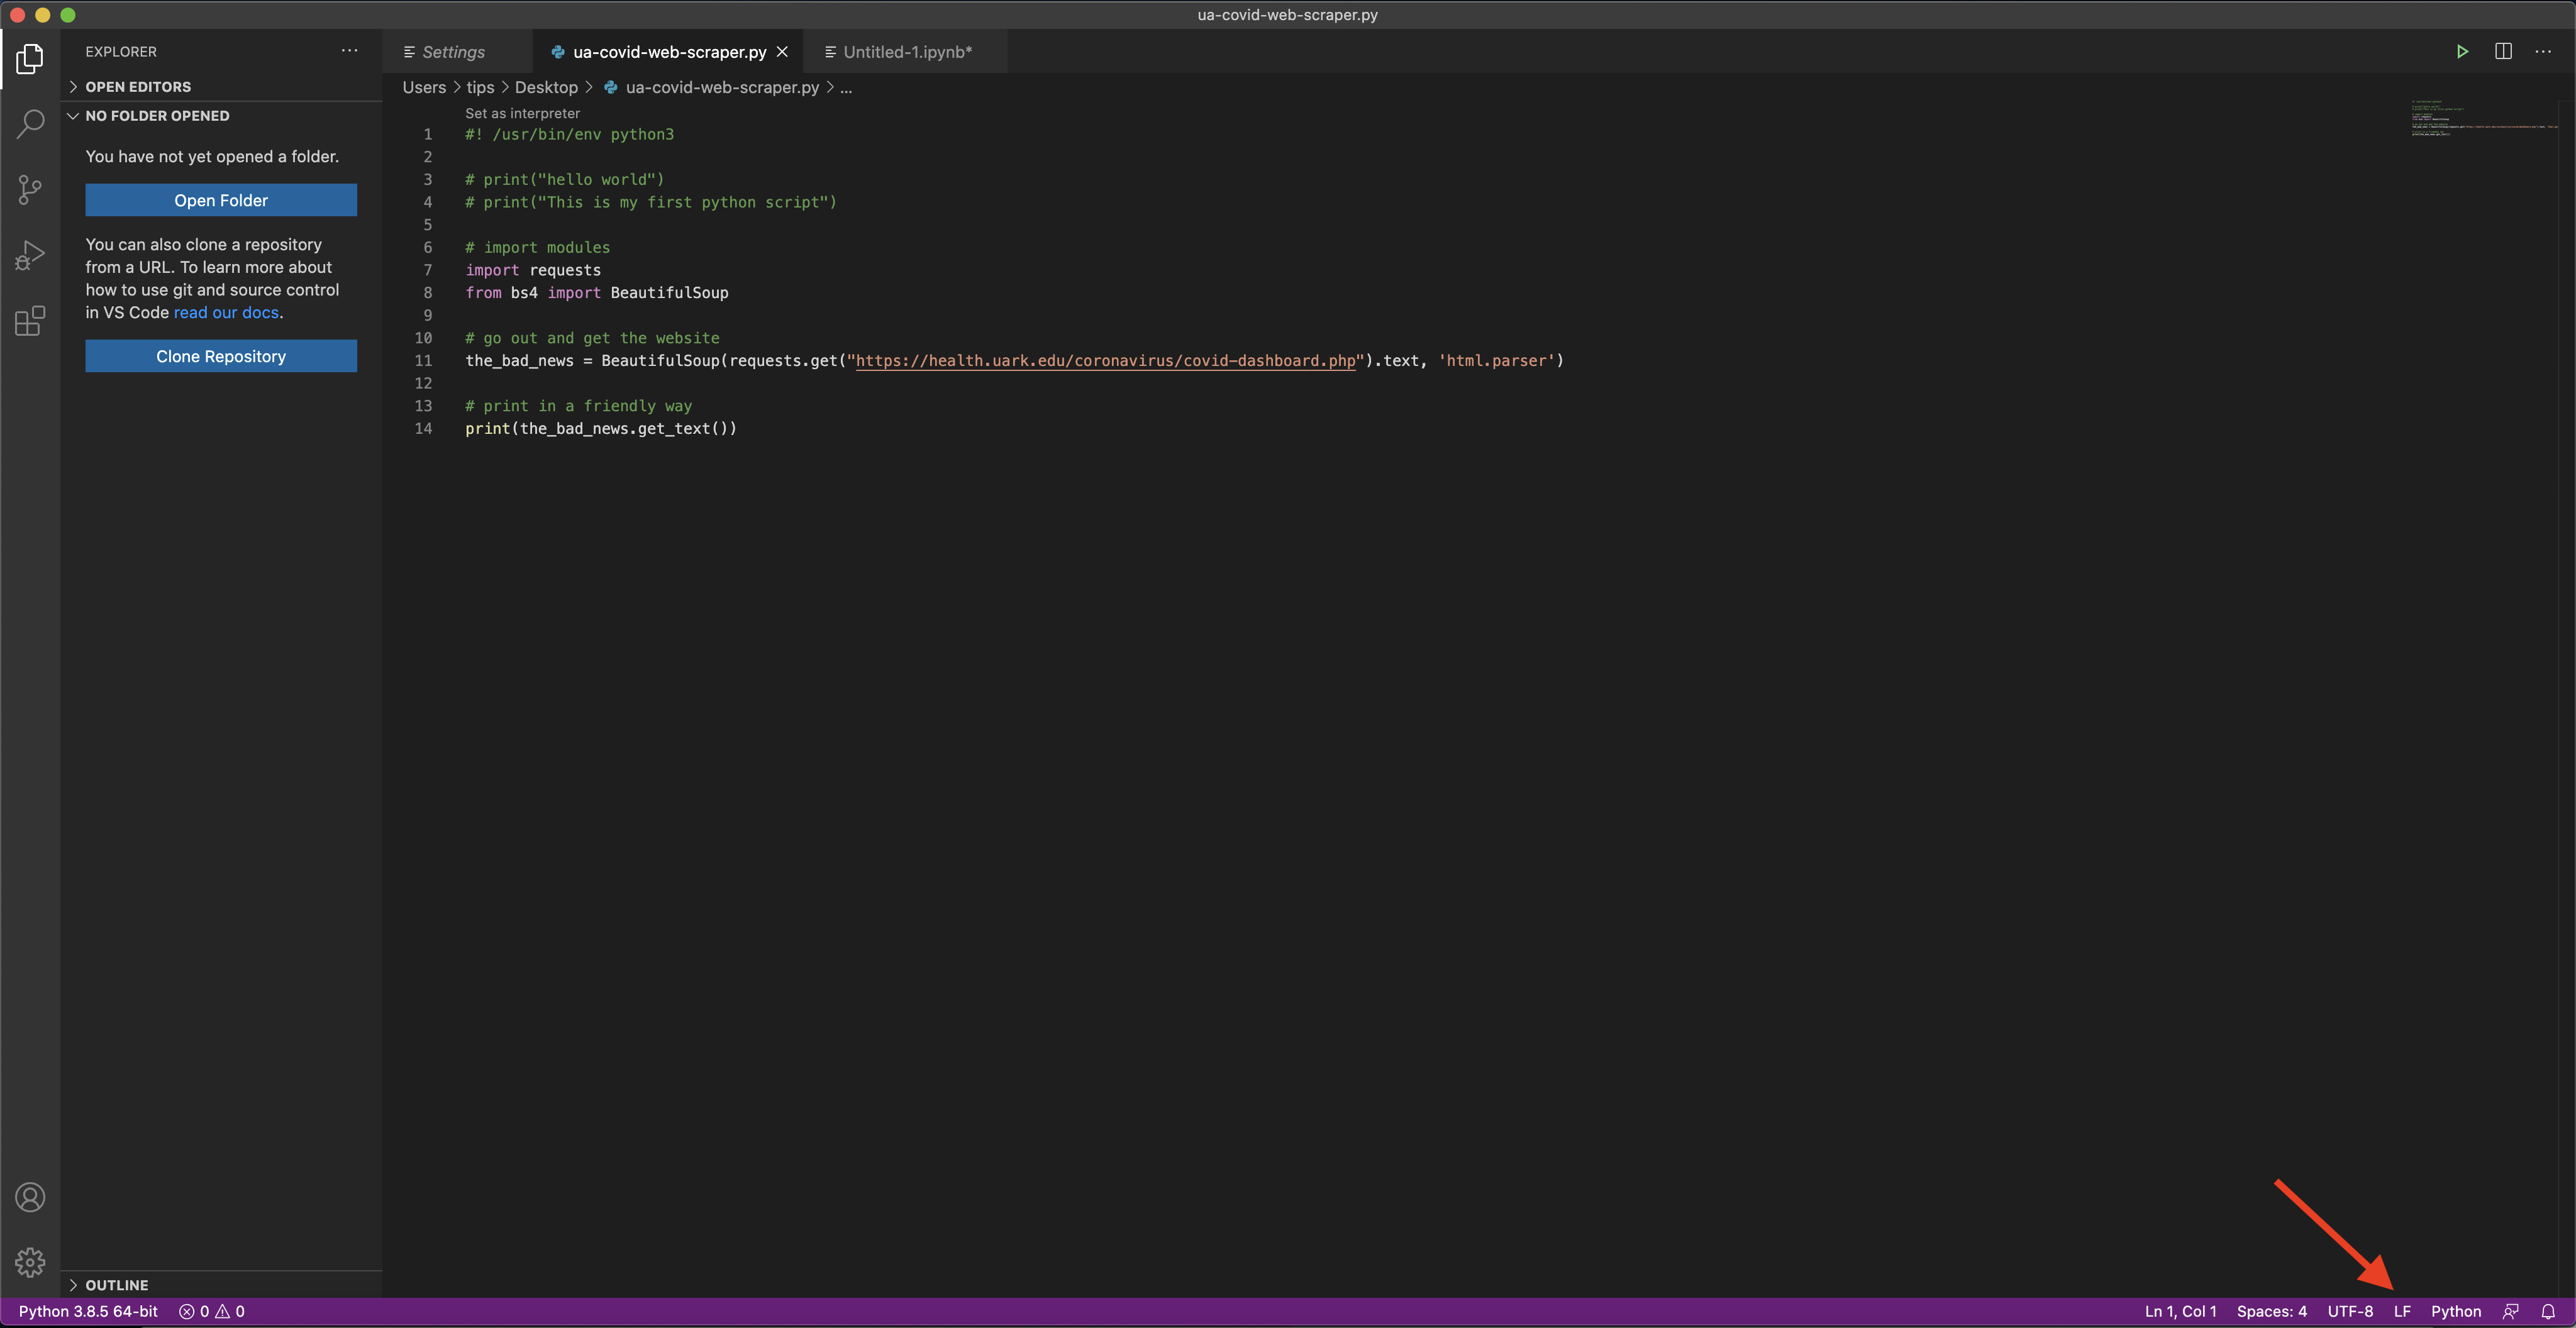 ua-covid-web-scraper.py
EXPLORER
OPEN EDITORS
NO FOLDER OPENED
You have not yet opened a folder.
Open Folder
You can also clone a repository
from a URL. To learn more about
how to use git and source control
in VS Code read our docs.
Clone Repository
OUTLINE
Settings
ua-covid-web-scraper.py
Untitled-1.ipynb*
Users > tips > Desktop > ua-covid-web-scraper.py > ...
Set as interpreter
1 #! /usr/bin/env python3
2
3 # print("hello world")
4 # print("This is my first python script")
5
6 # import modules
7 import requests
8 from bs4 import BeautifulSoup
9
10 # go out and get the website
11 the_bad_news = BeautifulSoup(requests.get("https://health.uark.edu/coronavirus/covid-dashboard.php").text, 'html.parser')
12
13 # print in a friendly way
14 print(the_bad_news.get_text())
Python 3.8.5 64-bit 0 0 Ln 1, Col 1 Spaces: 4 UTF-8 LF Python